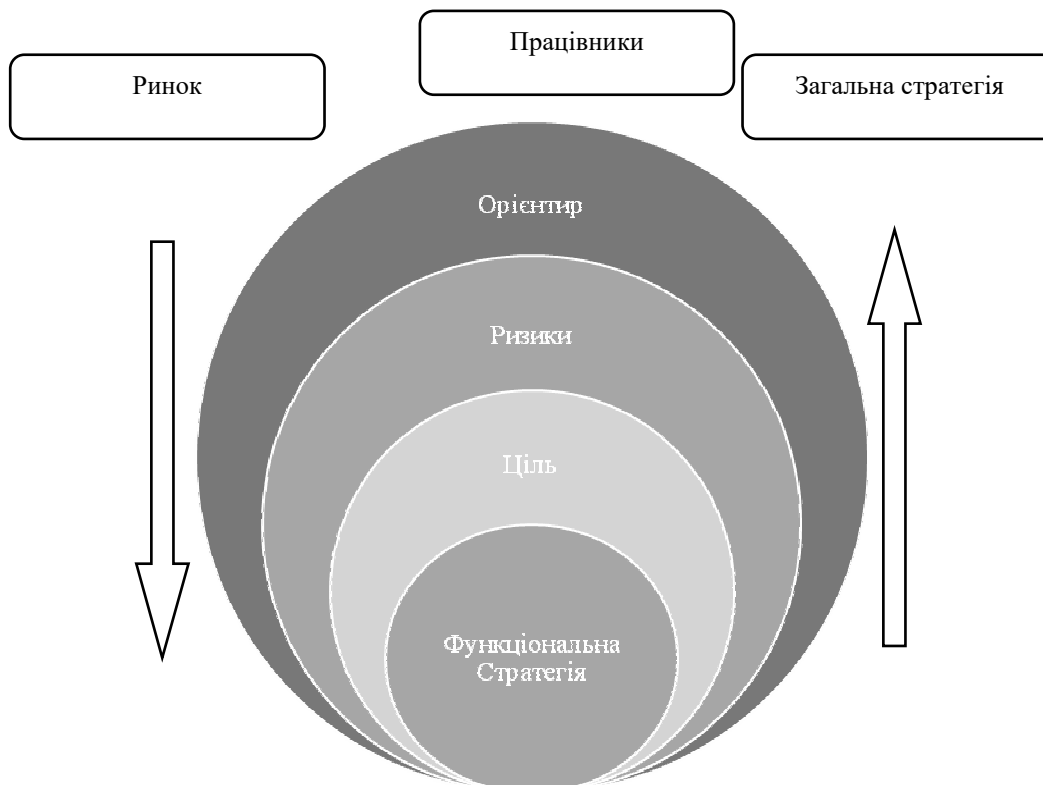 Працівники
Ринок
Загальна стратегія
Орієнтир
Ризики
Ціль
Функціональна
Стратегія